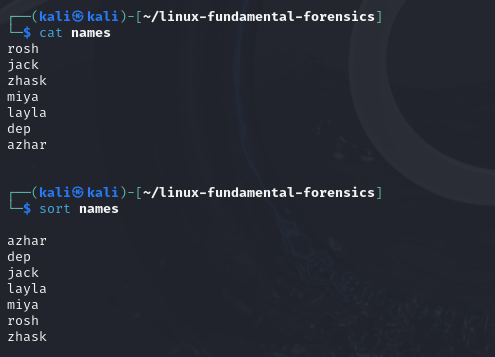 ┌──(kali㉿kali)-[~/linux-fundamental-forensics]
└─$ cat names
rosh
jack
zhask
miya
layla
dep
azhar
┌──(kali㉿kali)-[~/linux-fundamental-forensics]
└─$ sort names
azhar
dep
jack
layla
miya
rosh
zhask